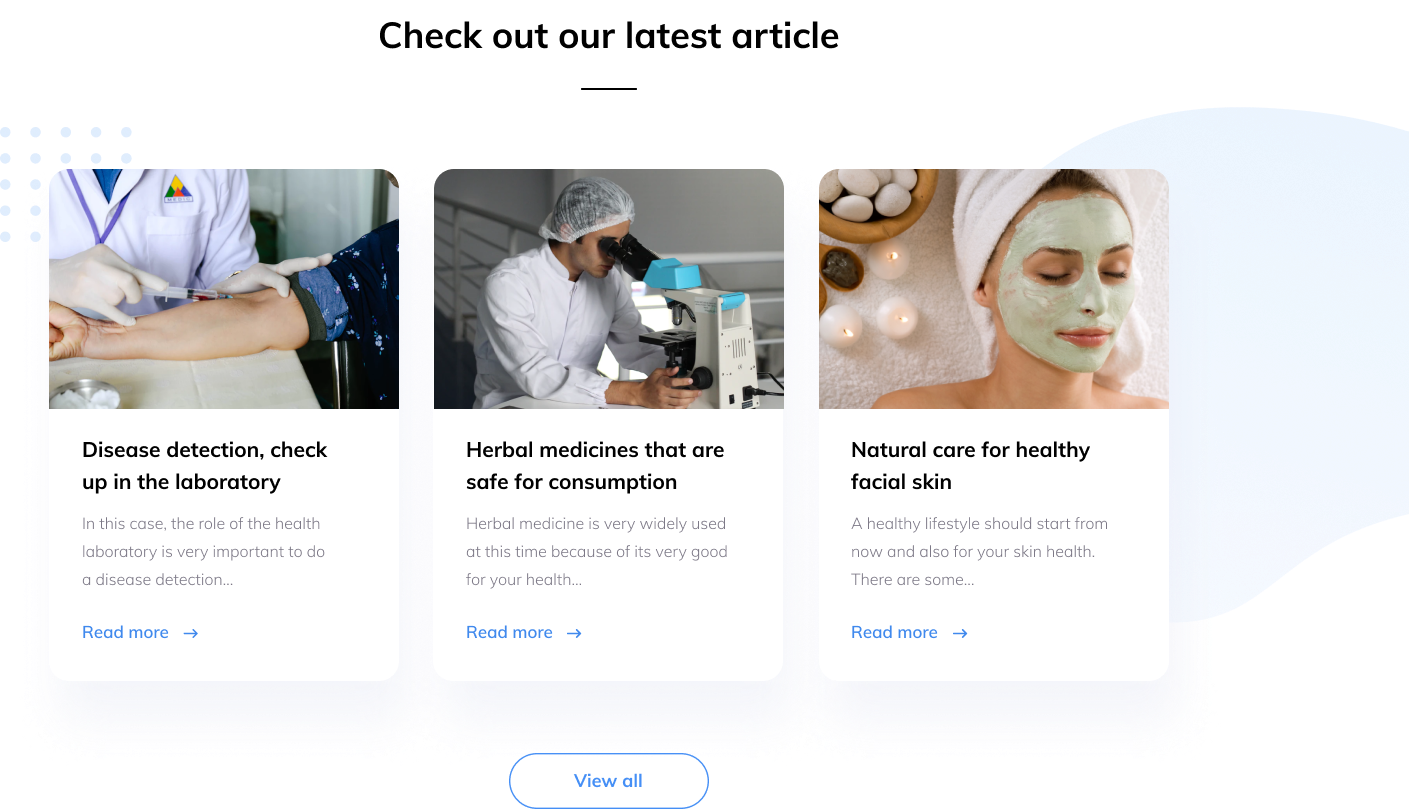 Check out our latest article
Disease detection, check
up in the laboratory
In this case, the role of the health
laboratory is very important to do
a disease detection...
Read more
Herbal medicines that are
safe for consumption
Herbal medicine is very widely used
at this time because of its very good
for your health...
Read more
Natural care for healthy
facial skin
A healthy lifestyle should start from
now and also for your skin health.
There are some...
Read more
View all